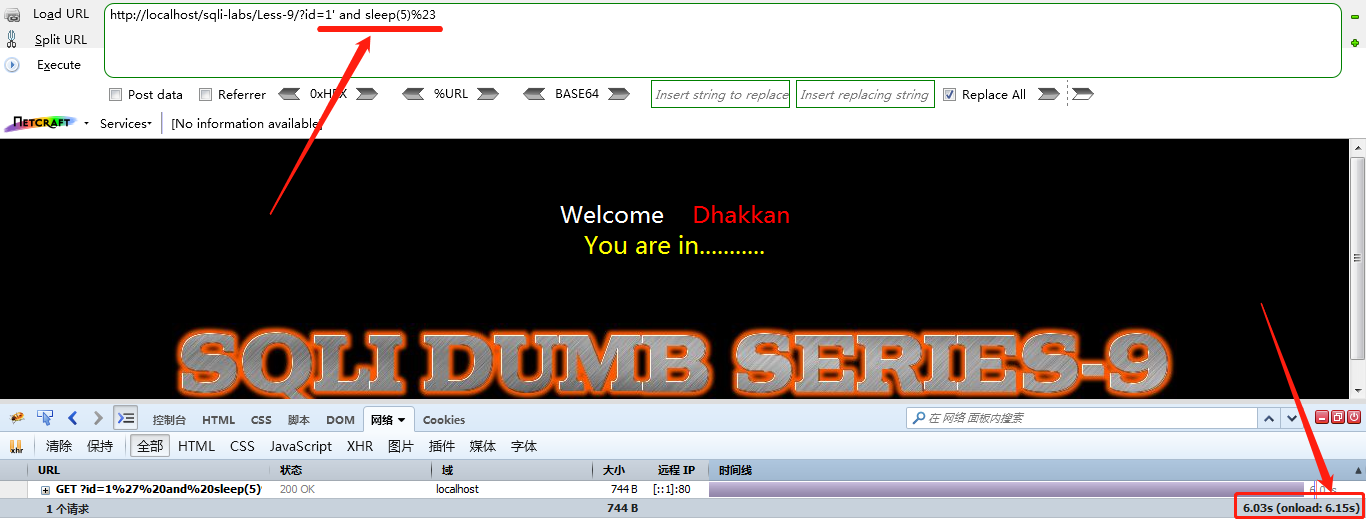 Load URL
http://localhost/sqli-labs/Less-9/?id=1' and sleep(5)%23
Split URL
Execute
Post data Referrer 0xHEX %URL BASE64 Insert string to replace Insert replacing string Replace All
NETCRAFT Services [No information available]
Welcome Dhakkan
You are in...........
SQLI DUMB SERIES-9
控制台 HTML CSS 脚本 DOM 网络 Cookies 在 网络 面板内搜索
xhr 清除 保持 全部 HTML CSS JavaScript XHR 图片 插件 媒体 字体
URL 状态 域 大小 远程 IP 时间线
GET ?id=1%27%20and%20sleep(5) 200 OK localhost 744 B [::1]:80
1 个请求 744 B 6.03s (onload: 6.15s)